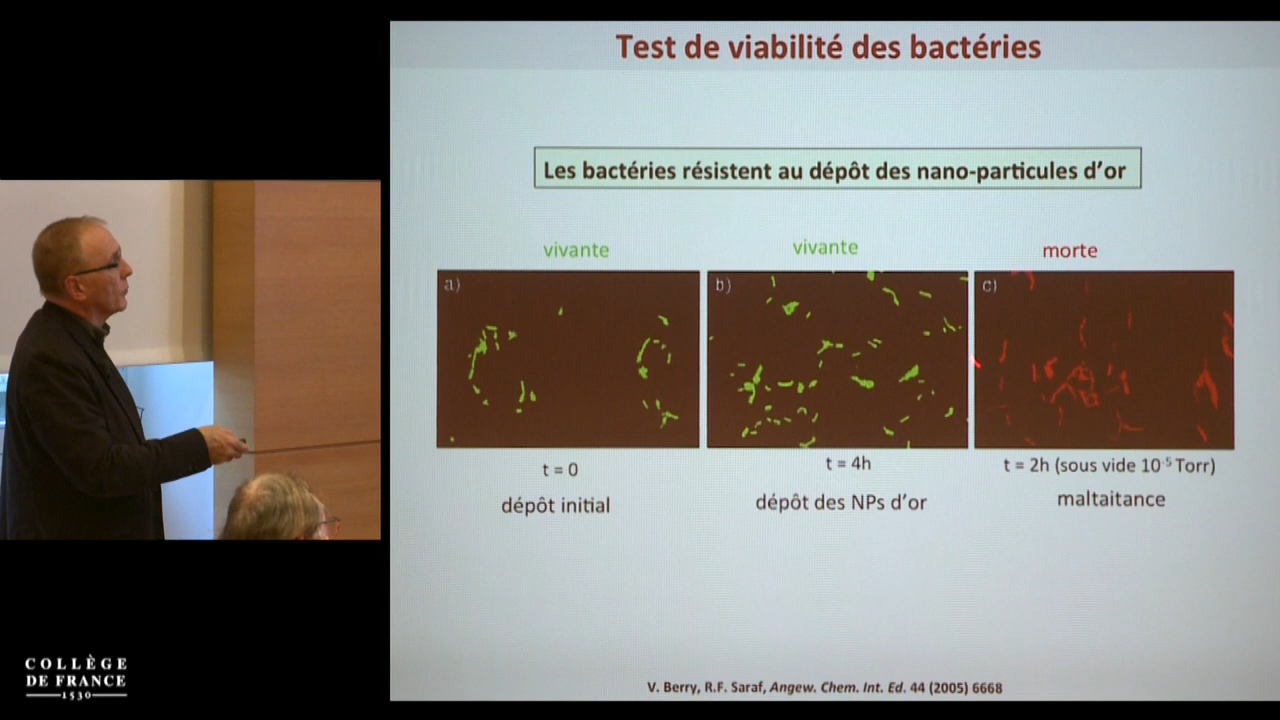 Test de viabilité des bactéries
Les bactéries résistent au dépôt des nano-particules d'or
vivante
vivante
morte
a)
b)
c)
t = 0
t = 4h
t = 2h (sous vide 10⁻⁵ Torr)
dépôt initial
dépôt des NPs d'or
maltaitance
V. Berry, R.F. Saraf, Angew. Chem. Int. Ed. 44 (2005) 6668
COLLÈGE
DE FRANCE
1530